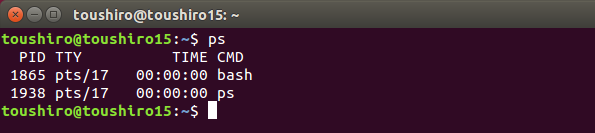 toushiro@toushiro15: ~
toushiro@toushiro15:~$ ps
  PID TTY          TIME CMD
 1865 pts/17   00:00:00 bash
 1938 pts/17   00:00:00 ps
toushiro@toushiro15:~$